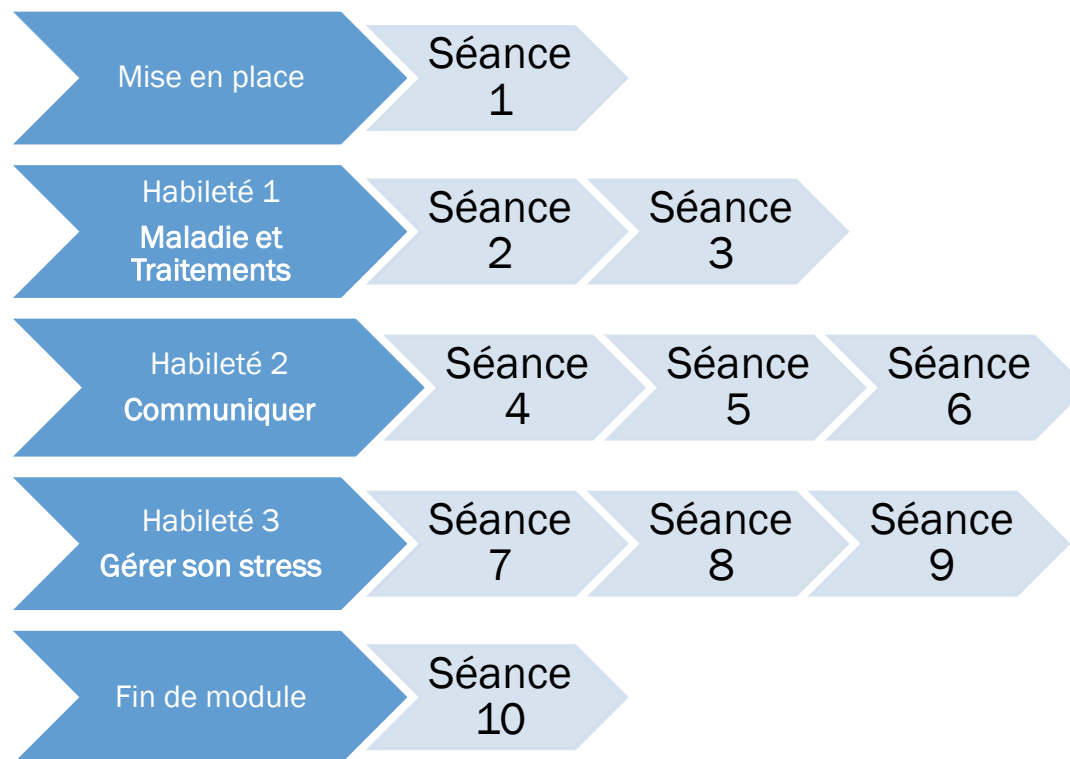 Mise en place
Séance
1
Habileté 1
Maladie et
Traitements
Séance
2
Séance
3
Habileté 2
Communiquer
Séance
4
Séance
5
Séance
6
Habileté 3
Gérer son stress
Séance
7
Séance
8
Séance
9
Fin de module
Séance
10